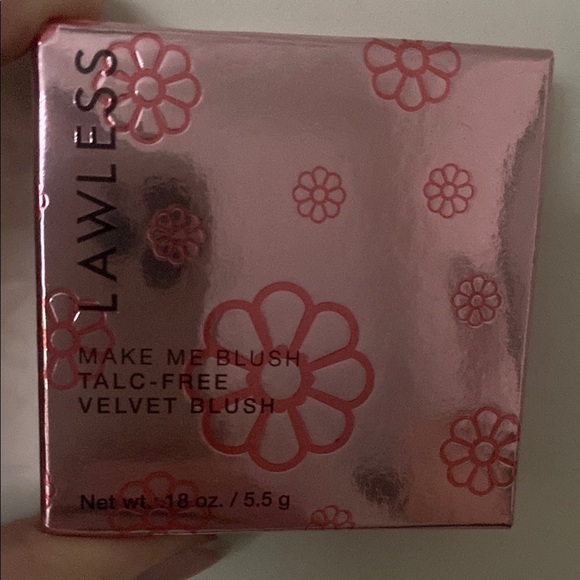 LAWLESS
MAKE ME BLUSH
TALC-FREE
VELVET BLUSH
Net wt. .18 oz. / 5.5 g